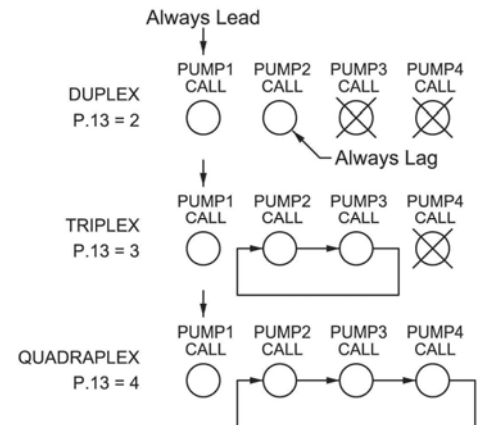 Always Lead
PUMP1 PUMP2 PUMP3 PUMP4
CALL CALL CALL CALL
DUPLEX
P.13 = 2
Always Lag
PUMP1 PUMP2 PUMP3 PUMP4
CALL CALL CALL CALL
TRIPLEX
P.13 = 3
PUMP1 PUMP2 PUMP3 PUMP4
CALL CALL CALL CALL
QUADRAPLEX
P.13 = 4